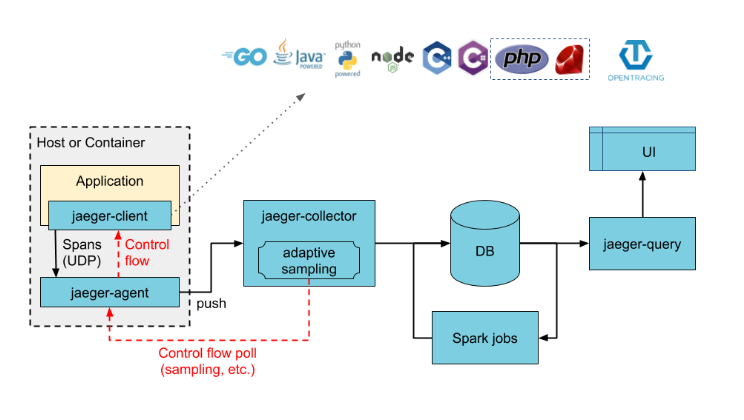 GO
Java
POWERED
python
powered
node
JS
C++
C#
php
OPENTRACING
Host or Container
Application
jaeger-client
Spans
(UDP)
Control
flow
jaeger-agent
push
jaeger-collector
adaptive
sampling
Control flow poll
(sampling, etc.)
DB
Spark jobs
UI
jaeger-query